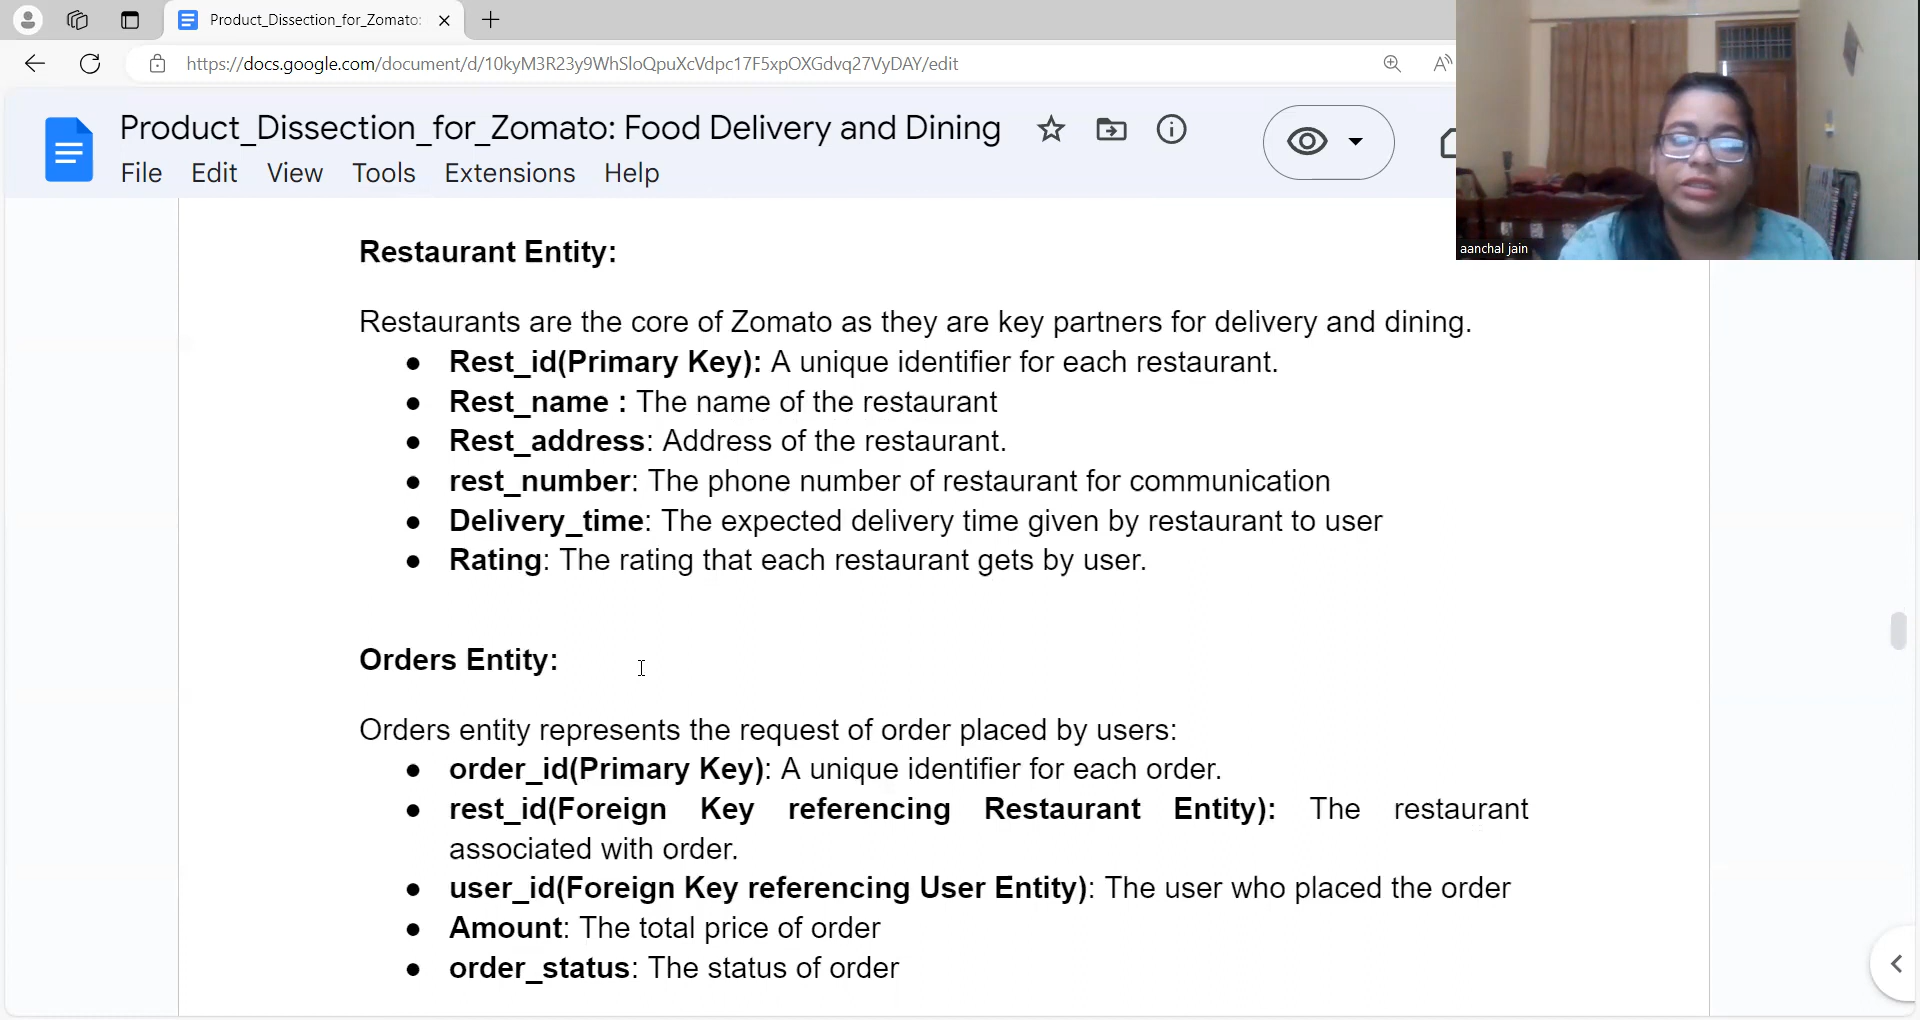 Product_Dissection_for_Zomato:
https://docs.google.com/document/d/10kyM3R23y9WhSloQpuXcVdpc17F5xpOXGdvq27VyDAY/edit
Product_Dissection_for_Zomato: Food Delivery and Dining
File Edit View Tools Extensions Help
aanchal jain
Restaurant Entity:
Restaurants are the core of Zomato as they are key partners for delivery and dining.
● Rest_id(Primary Key): A unique identifier for each restaurant.
● Rest_name : The name of the restaurant
● Rest_address: Address of the restaurant.
● rest_number: The phone number of restaurant for communication
● Delivery_time: The expected delivery time given by restaurant to user
● Rating: The rating that each restaurant gets by user.
Orders Entity:
Orders entity represents the request of order placed by users:
● order_id(Primary Key): A unique identifier for each order.
● rest_id(Foreign Key referencing Restaurant Entity): The restaurant
associated with order.
● user_id(Foreign Key referencing User Entity): The user who placed the order
● Amount: The total price of order
● order_status: The status of order